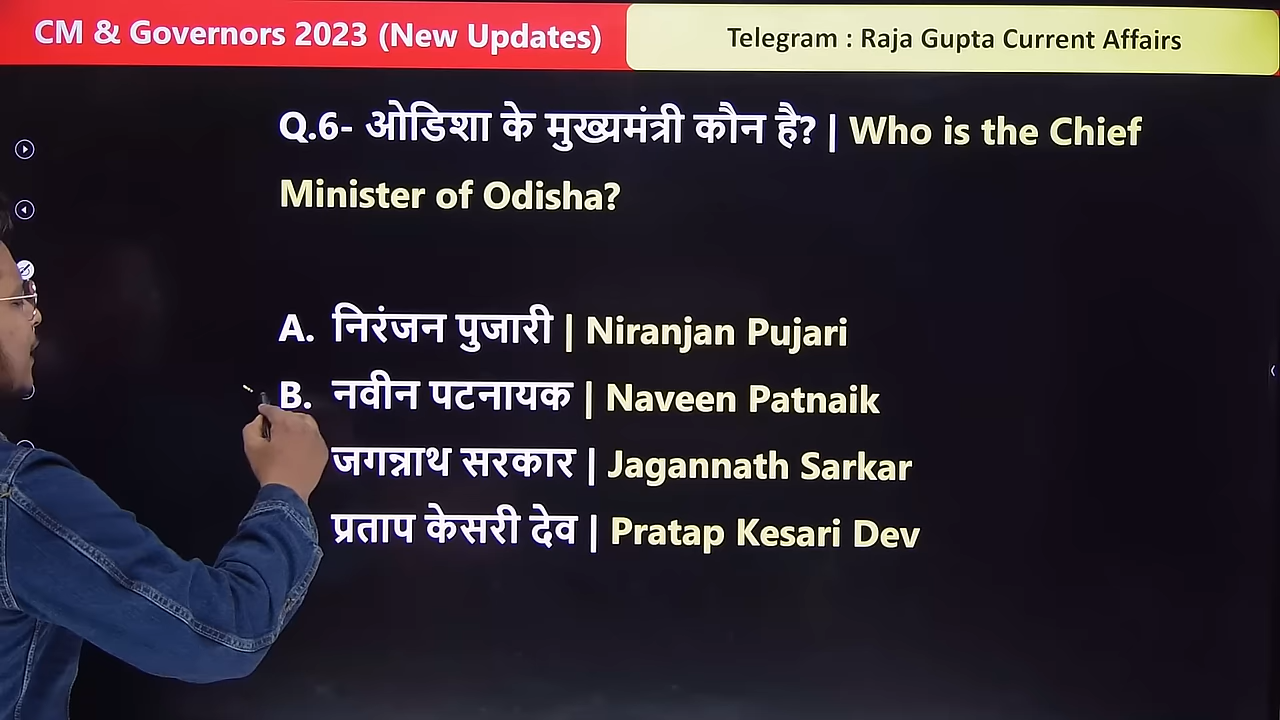 CM & Governors 2023 (New Updates)
Telegram : Raja Gupta Current Affairs
Q.6- ओडिशा के मुख्यमंत्री कौन है? | Who is the Chief
Minister of Odisha?
A. निरंजन पुजारी | Niranjan Pujari
B. नवीन पटनायक | Naveen Patnaik
जगन्नाथ सरकार | Jagannath Sarkar
प्रताप केसरी देव | Pratap Kesari Dev